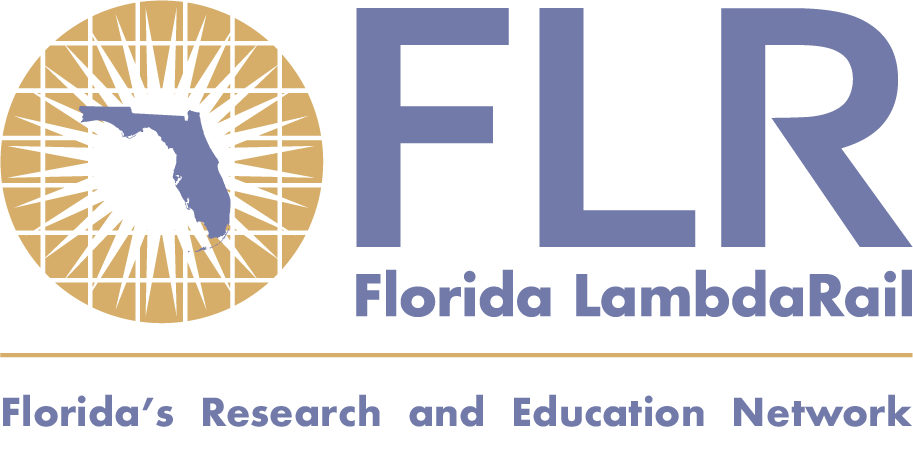 FLR
Florida LambdaRail
Florida’s Research and Education Network